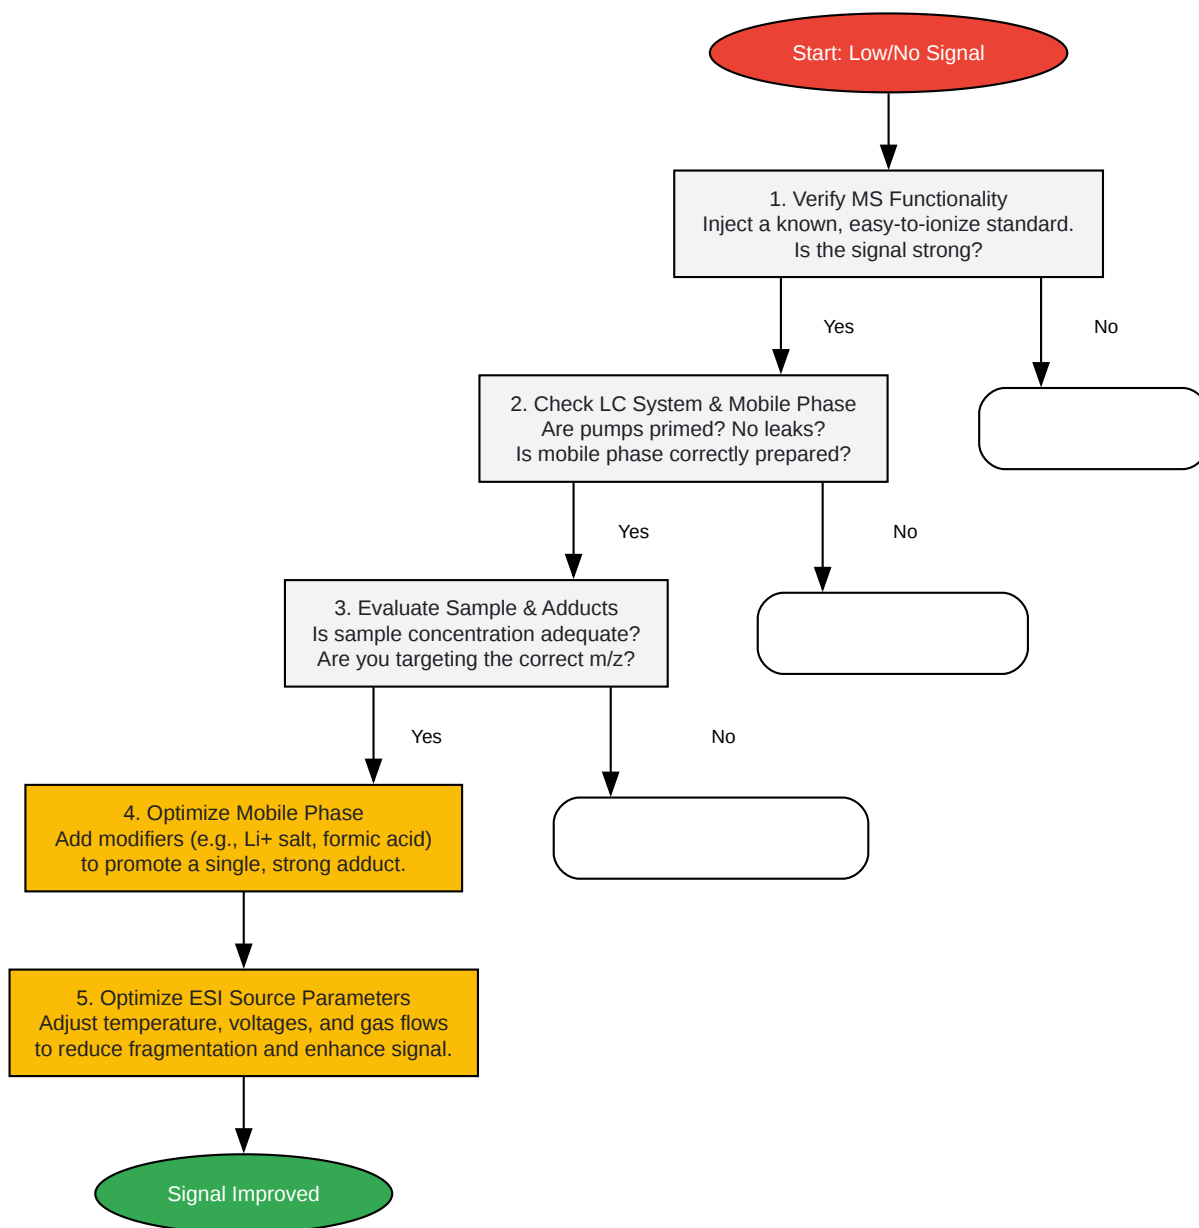 Start: Low/No Signal
1. Verify MS Functionality
Inject a known, easy-to-ionize standard.
Is the signal strong?
Yes
No
2. Check LC System & Mobile Phase
Are pumps primed? No leaks?
Is mobile phase correctly prepared?
Yes
No
3. Evaluate Sample & Adducts
Is sample concentration adequate?
Are you targeting the correct m/z?
Yes
No
4. Optimize Mobile Phase
Add modifiers (e.g., Li+ salt, formic acid)
to promote a single, strong adduct.
5. Optimize ESI Source Parameters
Adjust temperature, voltages, and gas flows
to reduce fragmentation and enhance signal.
Signal Improved